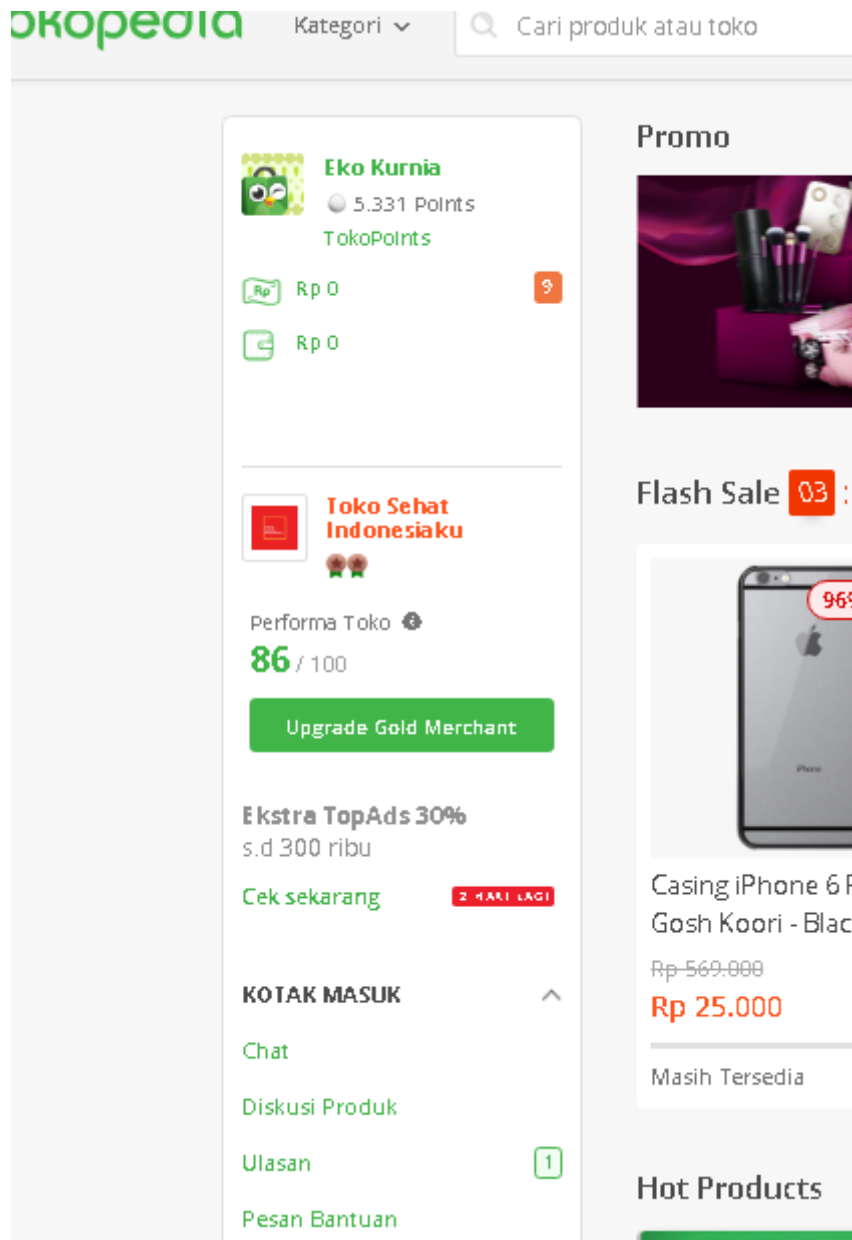 Kategori
Cari produk atau toko
Eko Kurnia
5.331 Points
TokoPoints
Rp 0
9
Rp 0
Toko Sehat
Indonesiaku
Performa Toko
86 / 100
Upgrade Gold Merchant
Ekstra TopAds 30%
s.d 300 ribu
Cek sekarang
2 HARI LAGI
KOTAK MASUK
Chat
Diskusi Produk
Ulasan
1
Pesan Bantuan
Promo
Flash Sale 03 :
iPhone
Casing iPhone 6
Gosh Koori -
Rp 569.000
Rp 25.000
Masih Tersedia
Hot Products